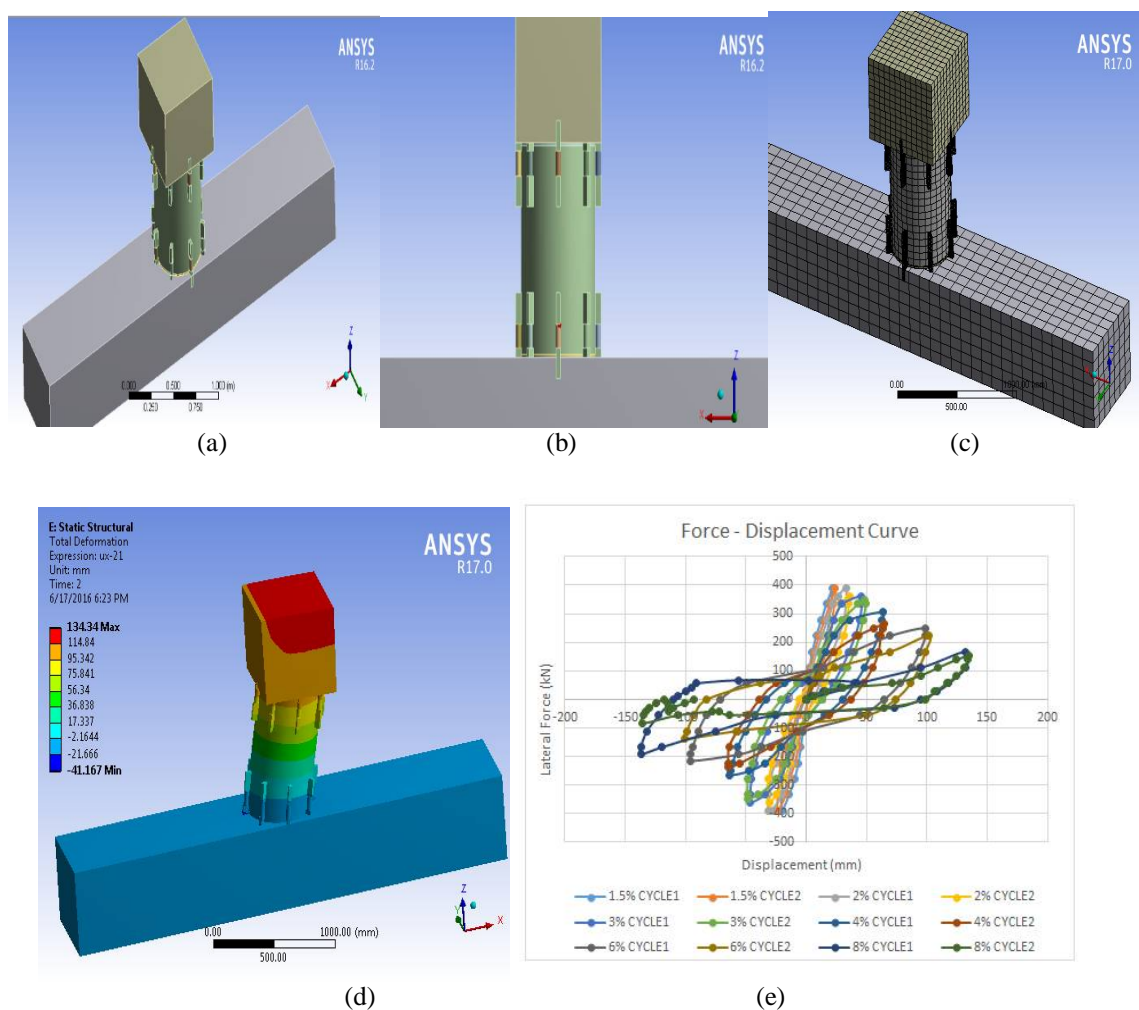 ANSYS
R16.2
Z
X
Y
0.000 0.500 1.000 (m)
0.250 0.750
(a)
ANSYS
R16.2
Z
X
(b)
ANSYS
R17.0
Z
0.00 1000.00 (mm)
500.00
(c)
E: Static Structural
Total Deformation
Expression: ux-21
Unit: mm
Time: 2
6/17/2016 6:23 PM
134.34 Max
114.84
95.342
75.841
56.34
36.838
17.337
-2.1644
-21.666
-41.167 Min
ANSYS
R17.0
Z
Y
X
0.00 1000.00 (mm)
500.00
(d)
Force - Displacement Curve
Lateral Force (kN)
500
400
300
200
100
-200 -150 -100 -50 50 100 150 200
-400
-500
Displacement (mm)
1.5% CYCLE1 1.5% CYCLE2 2% CYCLE1 2% CYCLE2
3% CYCLE1 3% CYCLE2 4% CYCLE1 4% CYCLE2
6% CYCLE1 6% CYCLE2 8% CYCLE1 8% CYCLE2
(e)